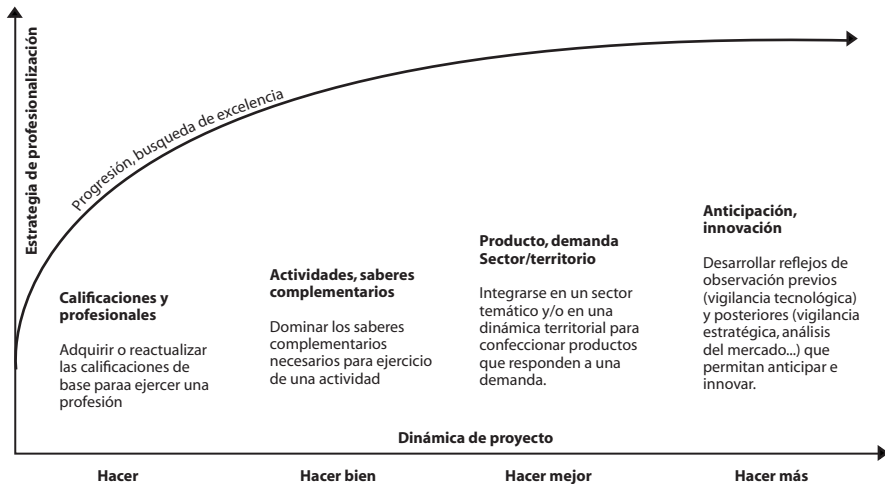 Estrategia de profesionalización
Progresión, busqueda de excelencia
Calificaciones y
profesionales
Adquirir o reactualizar
las calificaciones de
base paraa ejercer una
profesión
Actividades, saberes
complementarios
Dominar los saberes
complementarios
necesarios para ejercicio
de una actividad
Producto, demanda
Sector/territorio
Integrarse en un sector
temático y/o en una
dinámica territorial para
confeccionar productos
que responden a una
demanda.
Anticipación,
innovación
Desarrollar reflejos de
observación previos
(vigilancia tecnológica)
y posteriores (vigilancia
estratégica, análisis
del mercado...) que
permitan anticipar e
innovar.
Dinámica de proyecto
Hacer
Hacer bien
Hacer mejor
Hacer más